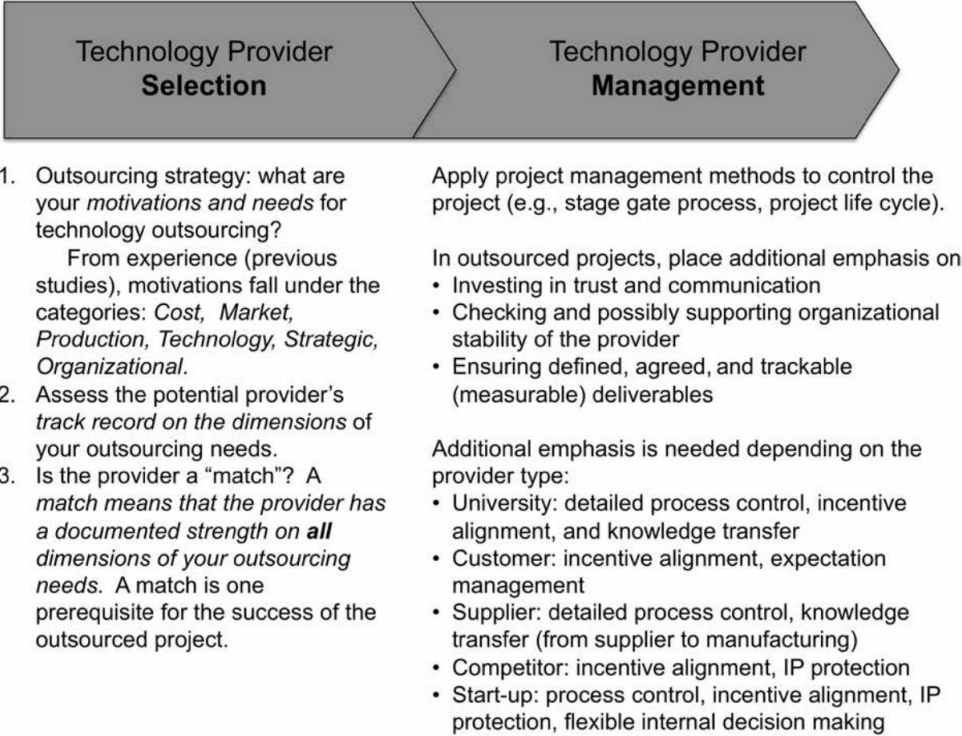 Technology Provider
Selection
Technology Provider
Management
1. Outsourcing strategy: what are
your motivations and needs for
technology outsourcing?
From experience (previous
studies), motivations fall under the
categories: Cost, Market,
Production, Technology, Strategic,
Organizational.
2. Assess the potential provider's
track record on the dimensions of
your outsourcing needs.
3. Is the provider a “match”? A
match means that the provider has
a documented strength on all
dimensions of your outsourcing
needs. A match is one
prerequisite for the success of the
outsourced project.
Apply project management methods to control the
project (e.g., stage gate process, project life cycle).
In outsourced projects, place additional emphasis on
• Investing in trust and communication
• Checking and possibly supporting organizational
stability of the provider
• Ensuring defined, agreed, and trackable
(measurable) deliverables
Additional emphasis is needed depending on the
provider type:
• University: detailed process control, incentive
alignment, and knowledge transfer
• Customer: incentive alignment, expectation
management
• Supplier: detailed process control, knowledge
transfer (from supplier to manufacturing)
• Competitor: incentive alignment, IP protection
• Start-up: process control, incentive alignment, IP
protection, flexible internal decision making